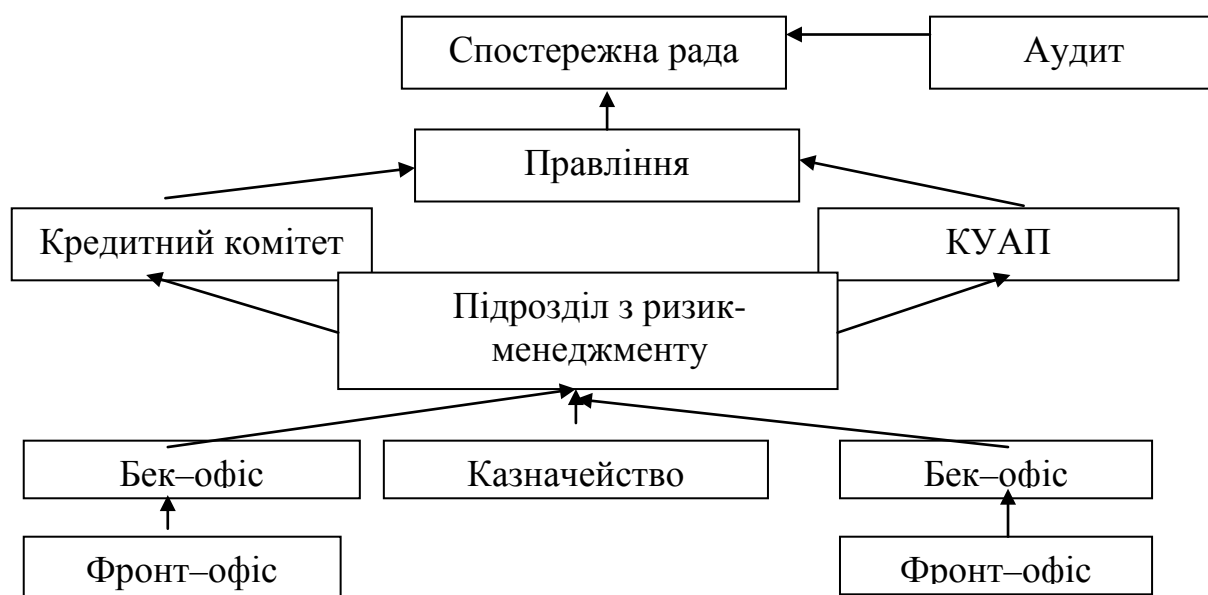 Спостережна рада
Аудит
Правління
Кредитний комітет
КУАП
Підрозділ з ризик-
менеджменту
Бек–офіс
Казначейство
Бек–офіс
Фронт–офіс
Фронт–офіс